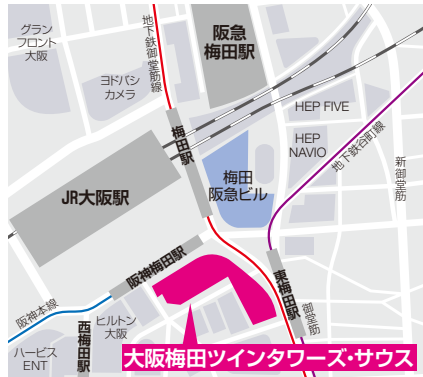 グラン
フロント
大阪
地下鉄御堂筋線
阪急
梅田駅
ヨドバシ
カメラ
HEP FIVE
梅田駅
HEP
NAVIO
地下鉄谷町線
新御堂筋
梅田
阪急ビル
JR大阪駅
阪神梅田駅
東梅田駅
阪神本線
西梅田駅
ヒルトン
大阪
御堂筋
ハービス
ENT
大阪梅田ツインタワーズ・サウス